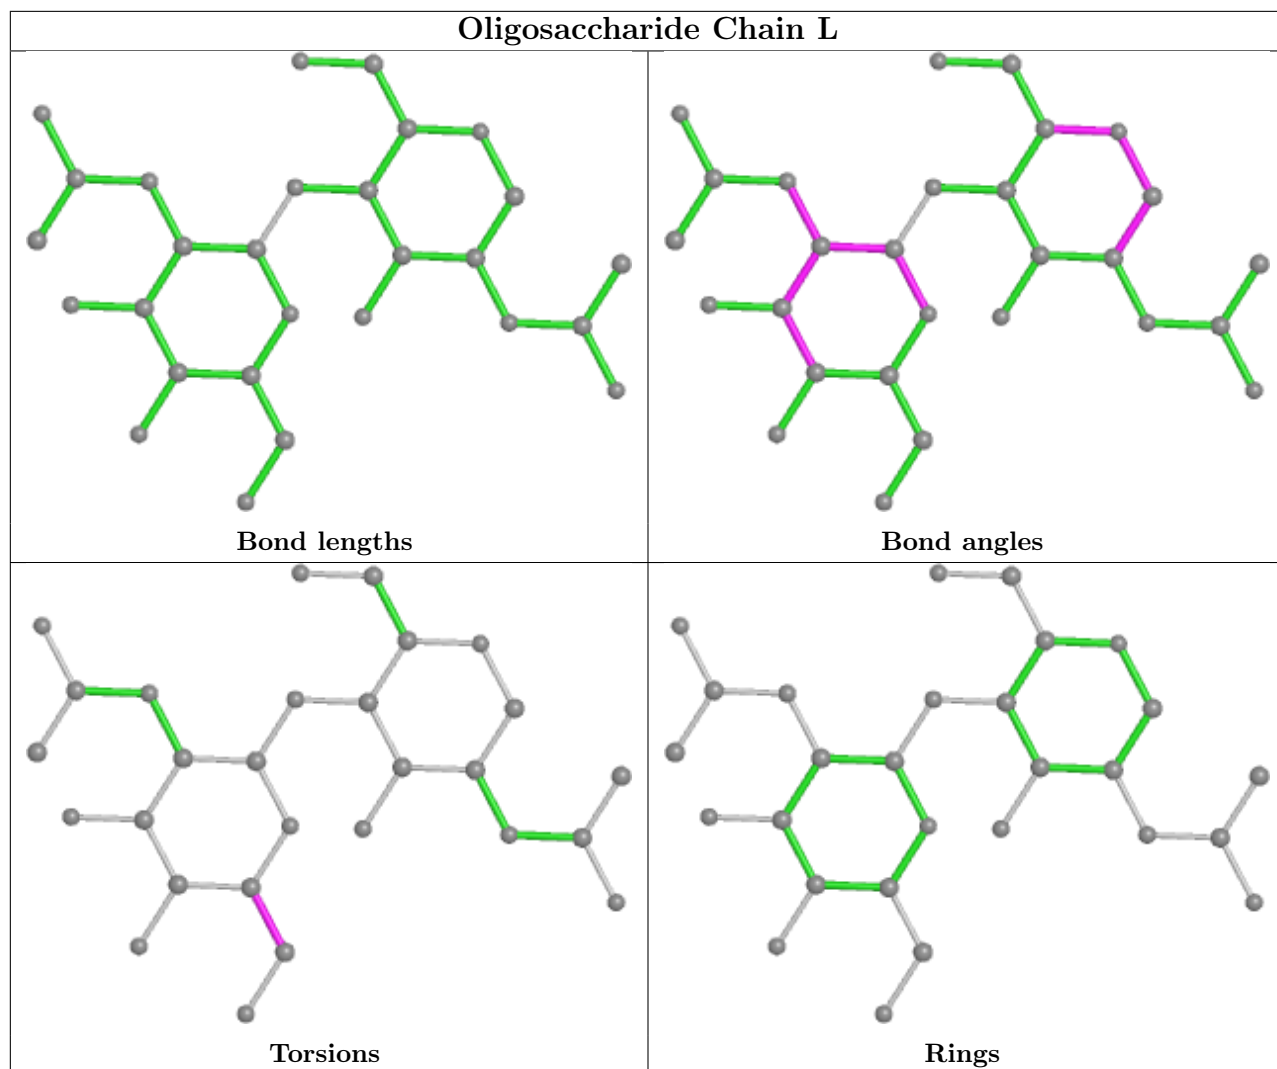 Oligosaccharide Chain L
Bond lengths
Bond angles
Torsions
Rings